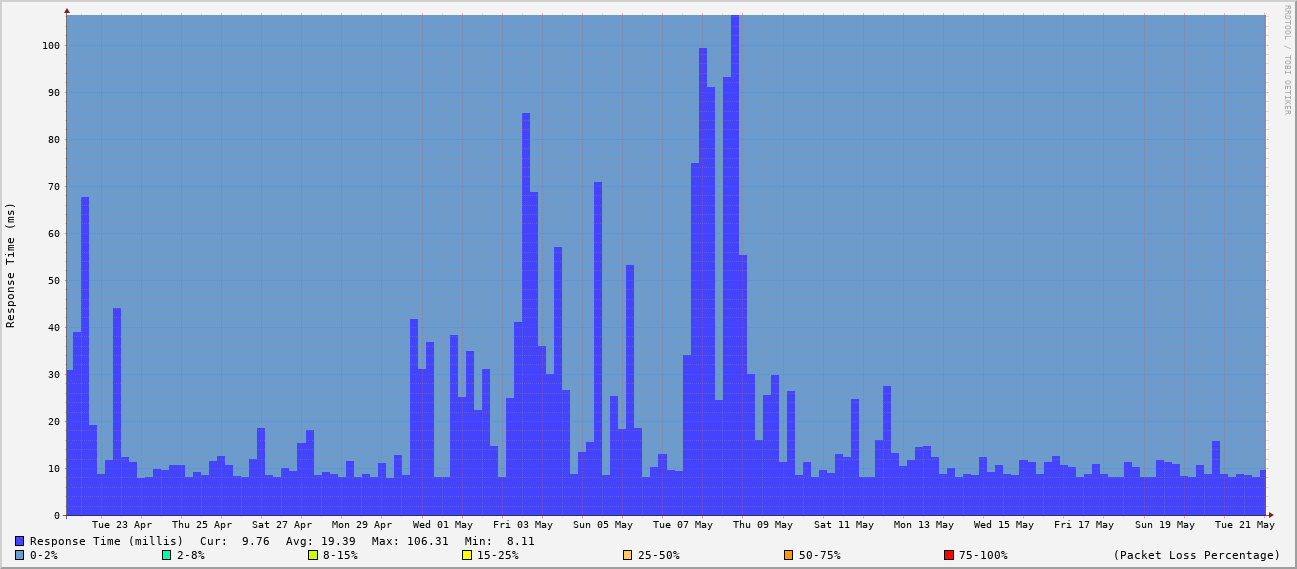 RRDTOOL / TOBI OETIKER
Response Time (ms)
100
90
80
70
60
50
40
30
20
10
0
Tue 23 Apr Thu 25 Apr Sat 27 Apr Mon 29 Apr Wed 01 May Fri 03 May Sun 05 May Tue 07 May Thu 09 May Sat 11 May Mon 13 May Wed 15 May Fri 17 May Sun 19 May Tue 21 May
Response Time (millis) Cur: 9.76 Avg: 19.39 Max: 106.31 Min: 8.11
0-2% 2-8% 8-15% 15-25% 25-50% 50-75% 75-100% (Packet Loss Percentage)